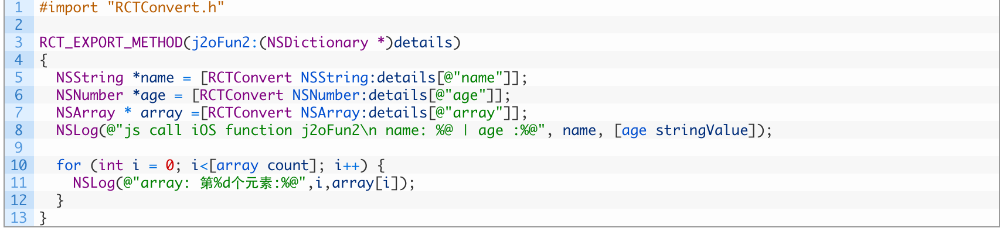 1 #import "RCTConvert.h"
2
3 RCT_EXPORT_METHOD(j2oFun2:(NSDictionary *)details)
4 {
5   NSString *name = [RCTConvert NSString:details[@"name"]];
6   NSNumber *age = [RCTConvert NSNumber:details[@"age"]];
7   NSArray * array =[RCTConvert NSArray:details[@"array"]];
8   NSLog(@"js call iOS function j2oFun2\n name: %@ | age :%@", name, [age stringValue]);
9
10   for (int i = 0; i<[array count]; i++) {
11     NSLog(@"array: 第%d个元素:%@",i,array[i]);
12   }
13 }